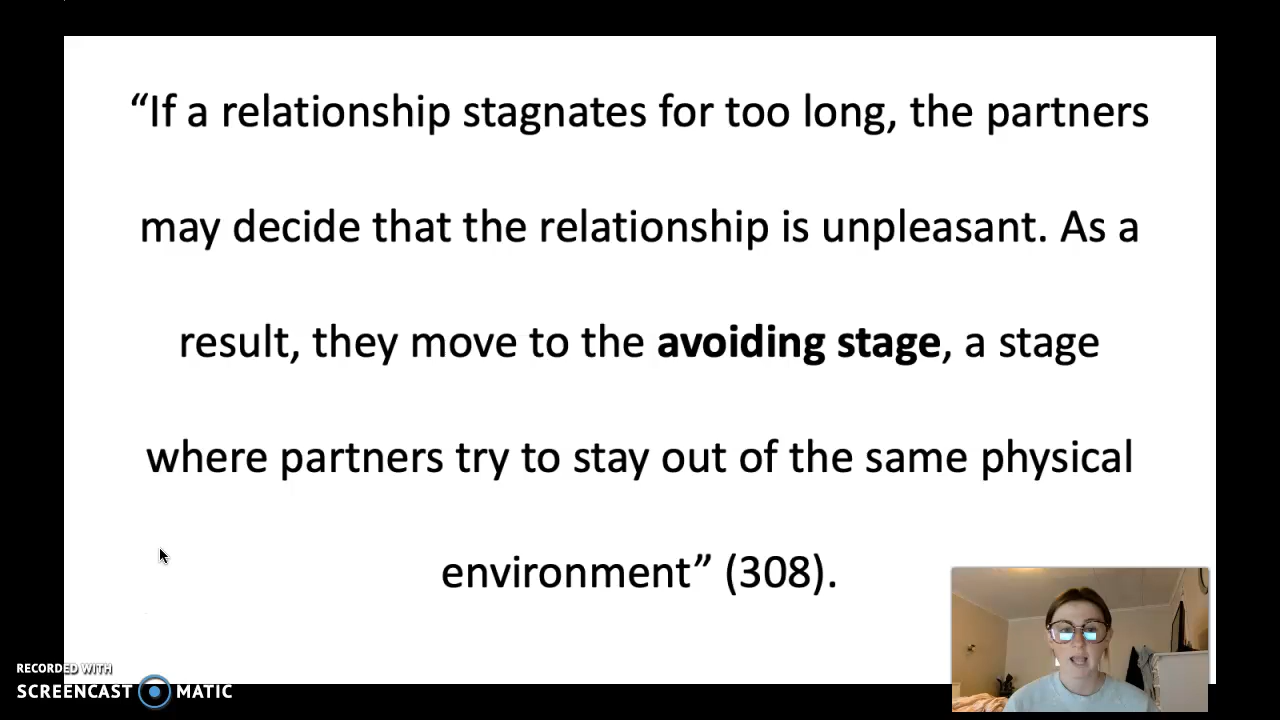 “If a relationship stagnates for too long, the partners
may decide that the relationship is unpleasant. As a
result, they move to the avoiding stage, a stage
where partners try to stay out of the same physical
environment” (308).
RECORDED WITH
SCREENCAST MATIC